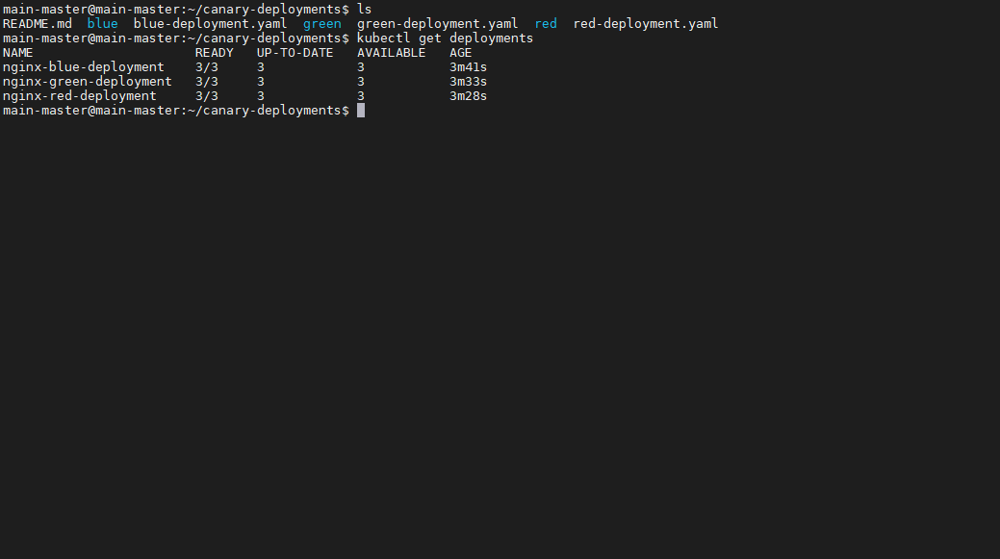 main-master@main-master:~/canary-deployments$ ls
README.md  blue  blue-deployment.yaml  green  green-deployment.yaml  red  red-deployment.yaml
main-master@main-master:~/canary-deployments$ kubectl get deployments
NAME                     READY   UP-TO-DATE   AVAILABLE   AGE
nginx-blue-deployment    3/3     3            3           3m41s
nginx-green-deployment   3/3     3            3           3m33s
nginx-red-deployment     3/3     3            3           3m28s
main-master@main-master:~/canary-deployments$